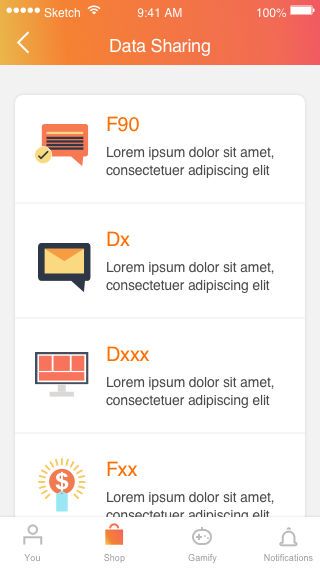 Sketch 9:41 AM 100%
Data Sharing
F90
Lorem ipsum dolor sit amet,
consectetuer adipiscing elit
Dx
Lorem ipsum dolor sit amet,
consectetuer adipiscing elit
Dxxx
Lorem ipsum dolor sit amet,
consectetuer adipiscing elit
$
Fxx
Lorem ipsum dolor sit amet,
consectetuer adipiscing elit
You Shop Gamify Notifications